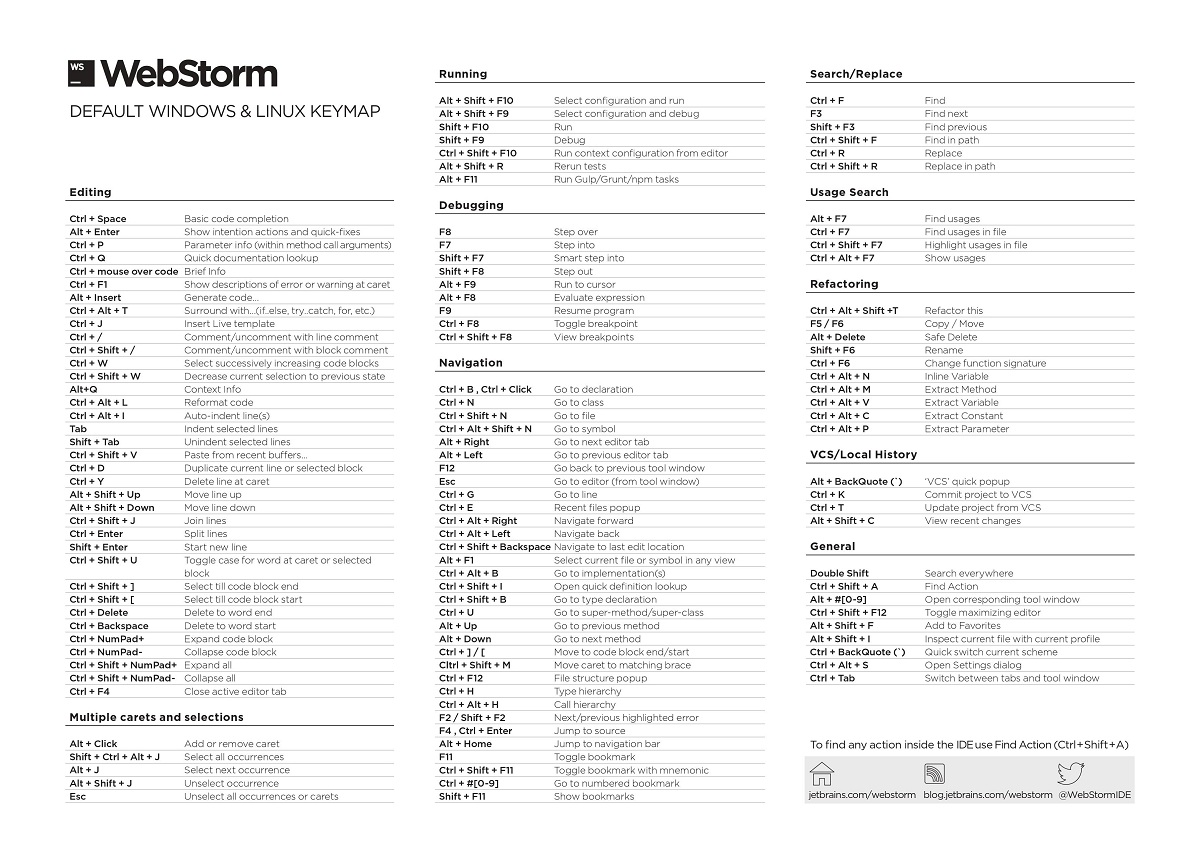 WS
WebStorm
DEFAULT WINDOWS & LINUX KEYMAP
Editing
Ctrl + Space Basic code completion
Alt + Enter Show intention actions and quick-fixes
Ctrl + P Parameter info (within method call arguments)
Ctrl + Q Quick documentation lookup
Ctrl + mouse over code Brief Info
Ctrl + F1 Show descriptions of error or warning at caret
Alt + Insert Generate code...
Ctrl + Alt + T Surround with...(if..else, try..catch, for, etc.)
Ctrl + J Insert Live template
Ctrl + / Comment/uncomment with line comment
Ctrl + Shift + / Comment/uncomment with block comment
Ctrl + W Select successively increasing code blocks
Ctrl + Shift + W Decrease current selection to previous state
Alt+Q Context Info
Ctrl + Alt + L Reformat code
Ctrl + Alt + I Auto-indent line(s)
Tab Indent selected lines
Shift + Tab Unindent selected lines
Ctrl + Shift + V Paste from recent buffers...
Ctrl + D Duplicate current line or selected block
Ctrl + Y Delete line at caret
Alt + Shift + Up Move line up
Alt + Shift + Down Move line down
Ctrl + Shift + J Join lines
Ctrl + Enter Split lines
Shift + Enter Start new line
Ctrl + Shift + U Toggle case for word at caret or selected
block
Ctrl + Shift + ] Select till code block end
Ctrl + Shift + [ Select till code block start
Ctrl + Delete Delete to word end
Ctrl + Backspace Delete to word start
Ctrl + NumPad+ Expand code block
Ctrl + NumPad- Collapse code block
Ctrl + Shift + NumPad+ Expand all
Ctrl + Shift + NumPad- Collapse all
Ctrl + F4 Close active editor tab
Multiple carets and selections
Alt + Click Add or remove caret
Shift + Ctrl + Alt + J Select all occurrences
Alt + J Select next occurrence
Alt + Shift + J Unselect occurrence
Esc Unselect all occurrences or carets
Running
Alt + Shift + F10 Select configuration and run
Alt + Shift + F9 Select configuration and debug
Shift + F10 Run
Shift + F9 Debug
Ctrl + Shift + F10 Run context configuration from editor
Alt + Shift + R Rerun tests
Alt + F11 Run Gulp/Grunt/npm tasks
Debugging
F8 Step over
F7 Step into
Shift + F7 Smart step into
Shift + F8 Step out
Alt + F9 Run to cursor
Alt + F8 Evaluate expression
F9 Resume program
Ctrl + F8 Toggle breakpoint
Ctrl + Shift + F8 View breakpoints
Navigation
Ctrl + B , Ctrl + Click Go to declaration
Ctrl + N Go to class
Ctrl + Shift + N Go to file
Ctrl + Alt + Shift + N Go to symbol
Alt + Right Go to next editor tab
Alt + Left Go to previous editor tab
F12 Go back to previous tool window
Esc Go to editor (from tool window)
Ctrl + G Go to line
Ctrl + E Recent files popup
Ctrl + Alt + Right Navigate forward
Ctrl + Alt + Left Navigate back
Ctrl + Shift + Backspace Navigate to last edit location
Alt + F1 Select current file or symbol in any view
Ctrl + Alt + B Go to implementation(s)
Ctrl + Shift + I Open quick definition lookup
Ctrl + Shift + B Go to type declaration
Ctrl + U Go to super-method/super-class
Alt + Up Go to previous method
Alt + Down Go to next method
Ctrl + ] / [ Move to code block end/start
Cltrl + Shift + M Move caret to matching brace
Ctrl + F12 File structure popup
Ctrl + H Type hierarchy
Ctrl + Alt + H Call hierarchy
F2 / Shift + F2 Next/previous highlighted error
F4 , Ctrl + Enter Jump to source
Alt + Home Jump to navigation bar
F11 Toggle bookmark
Ctrl + Shift + F11 Toggle bookmark with mnemonic
Ctrl + #[0-9] Go to numbered bookmark
Shift + F11 Show bookmarks
Search/Replace
Ctrl + F Find
F3 Find next
Shift + F3 Find previous
Ctrl + Shift + F Find in path
Ctrl + R Replace
Ctrl + Shift + R Replace in path
Usage Search
Alt + F7 Find usages
Ctrl + F7 Find usages in file
Ctrl + Shift + F7 Highlight usages in file
Ctrl + Alt + F7 Show usages
Refactoring
Ctrl + Alt + Shift +T Refactor this
F5 / F6 Copy / Move
Alt + Delete Safe Delete
Shift + F6 Rename
Ctrl + F6 Change function signature
Ctrl + Alt + N Inline Variable
Ctrl + Alt + M Extract Method
Ctrl + Alt + V Extract Variable
Ctrl + Alt + C Extract Constant
Ctrl + Alt + P Extract Parameter
VCS/Local History
Alt + BackQuote (`) ‘VCS’ quick popup
Ctrl + K Commit project to VCS
Ctrl + T Update project from VCS
Alt + Shift + C View recent changes
General
Double Shift Search everywhere
Ctrl + Shift + A Find Action
Alt + #[0-9] Open corresponding tool window
Ctrl + Shift + F12 Toggle maximizing editor
Alt + Shift + F Add to Favorites
Alt + Shift + I Inspect current file with current profile
Ctrl + BackQuote (`) Quick switch current scheme
Ctrl + Alt + S Open Settings dialog
Ctrl + Tab Switch between tabs and tool window
To find any action inside the IDE use Find Action (Ctrl+Shift+A)
jetbrains.com/webstorm blog.jetbrains.com/webstorm @WebStormIDE